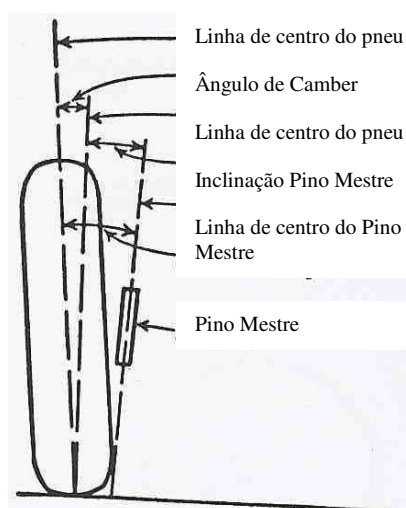 Linha de centro do pneu
Ângulo de Camber
Linha de centro do pneu
Inclinação Pino Mestre
Linha de centro do Pino
Mestre
Pino Mestre